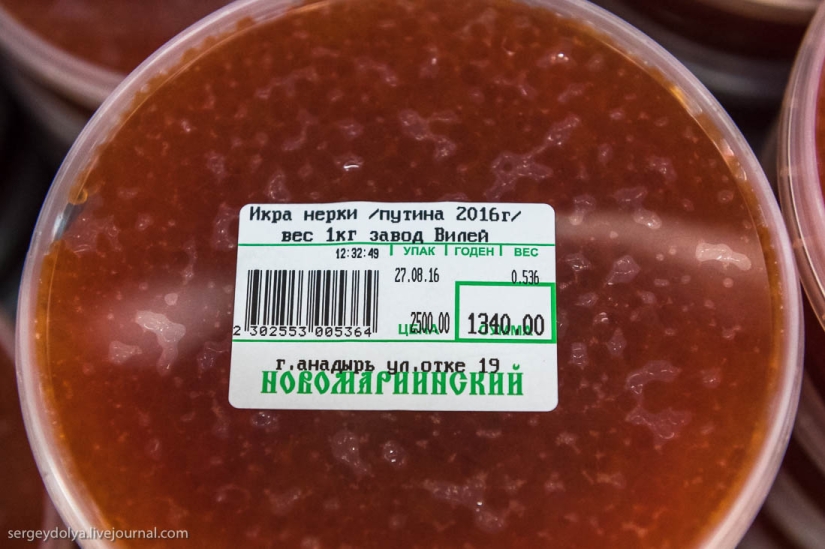 Икра нерки /путина 2016г/
вес 1кг завод Вилей
12:32:49 УПАК ГОДЕН ВЕС
27.08.16 0.536
2500.00 1340.00
ЦЕНА СУММА
2 302553 005364
г.анадырь ул.отке 19
НОВОМАРИИНСКИЙ
sergeydolya.livejournal.com